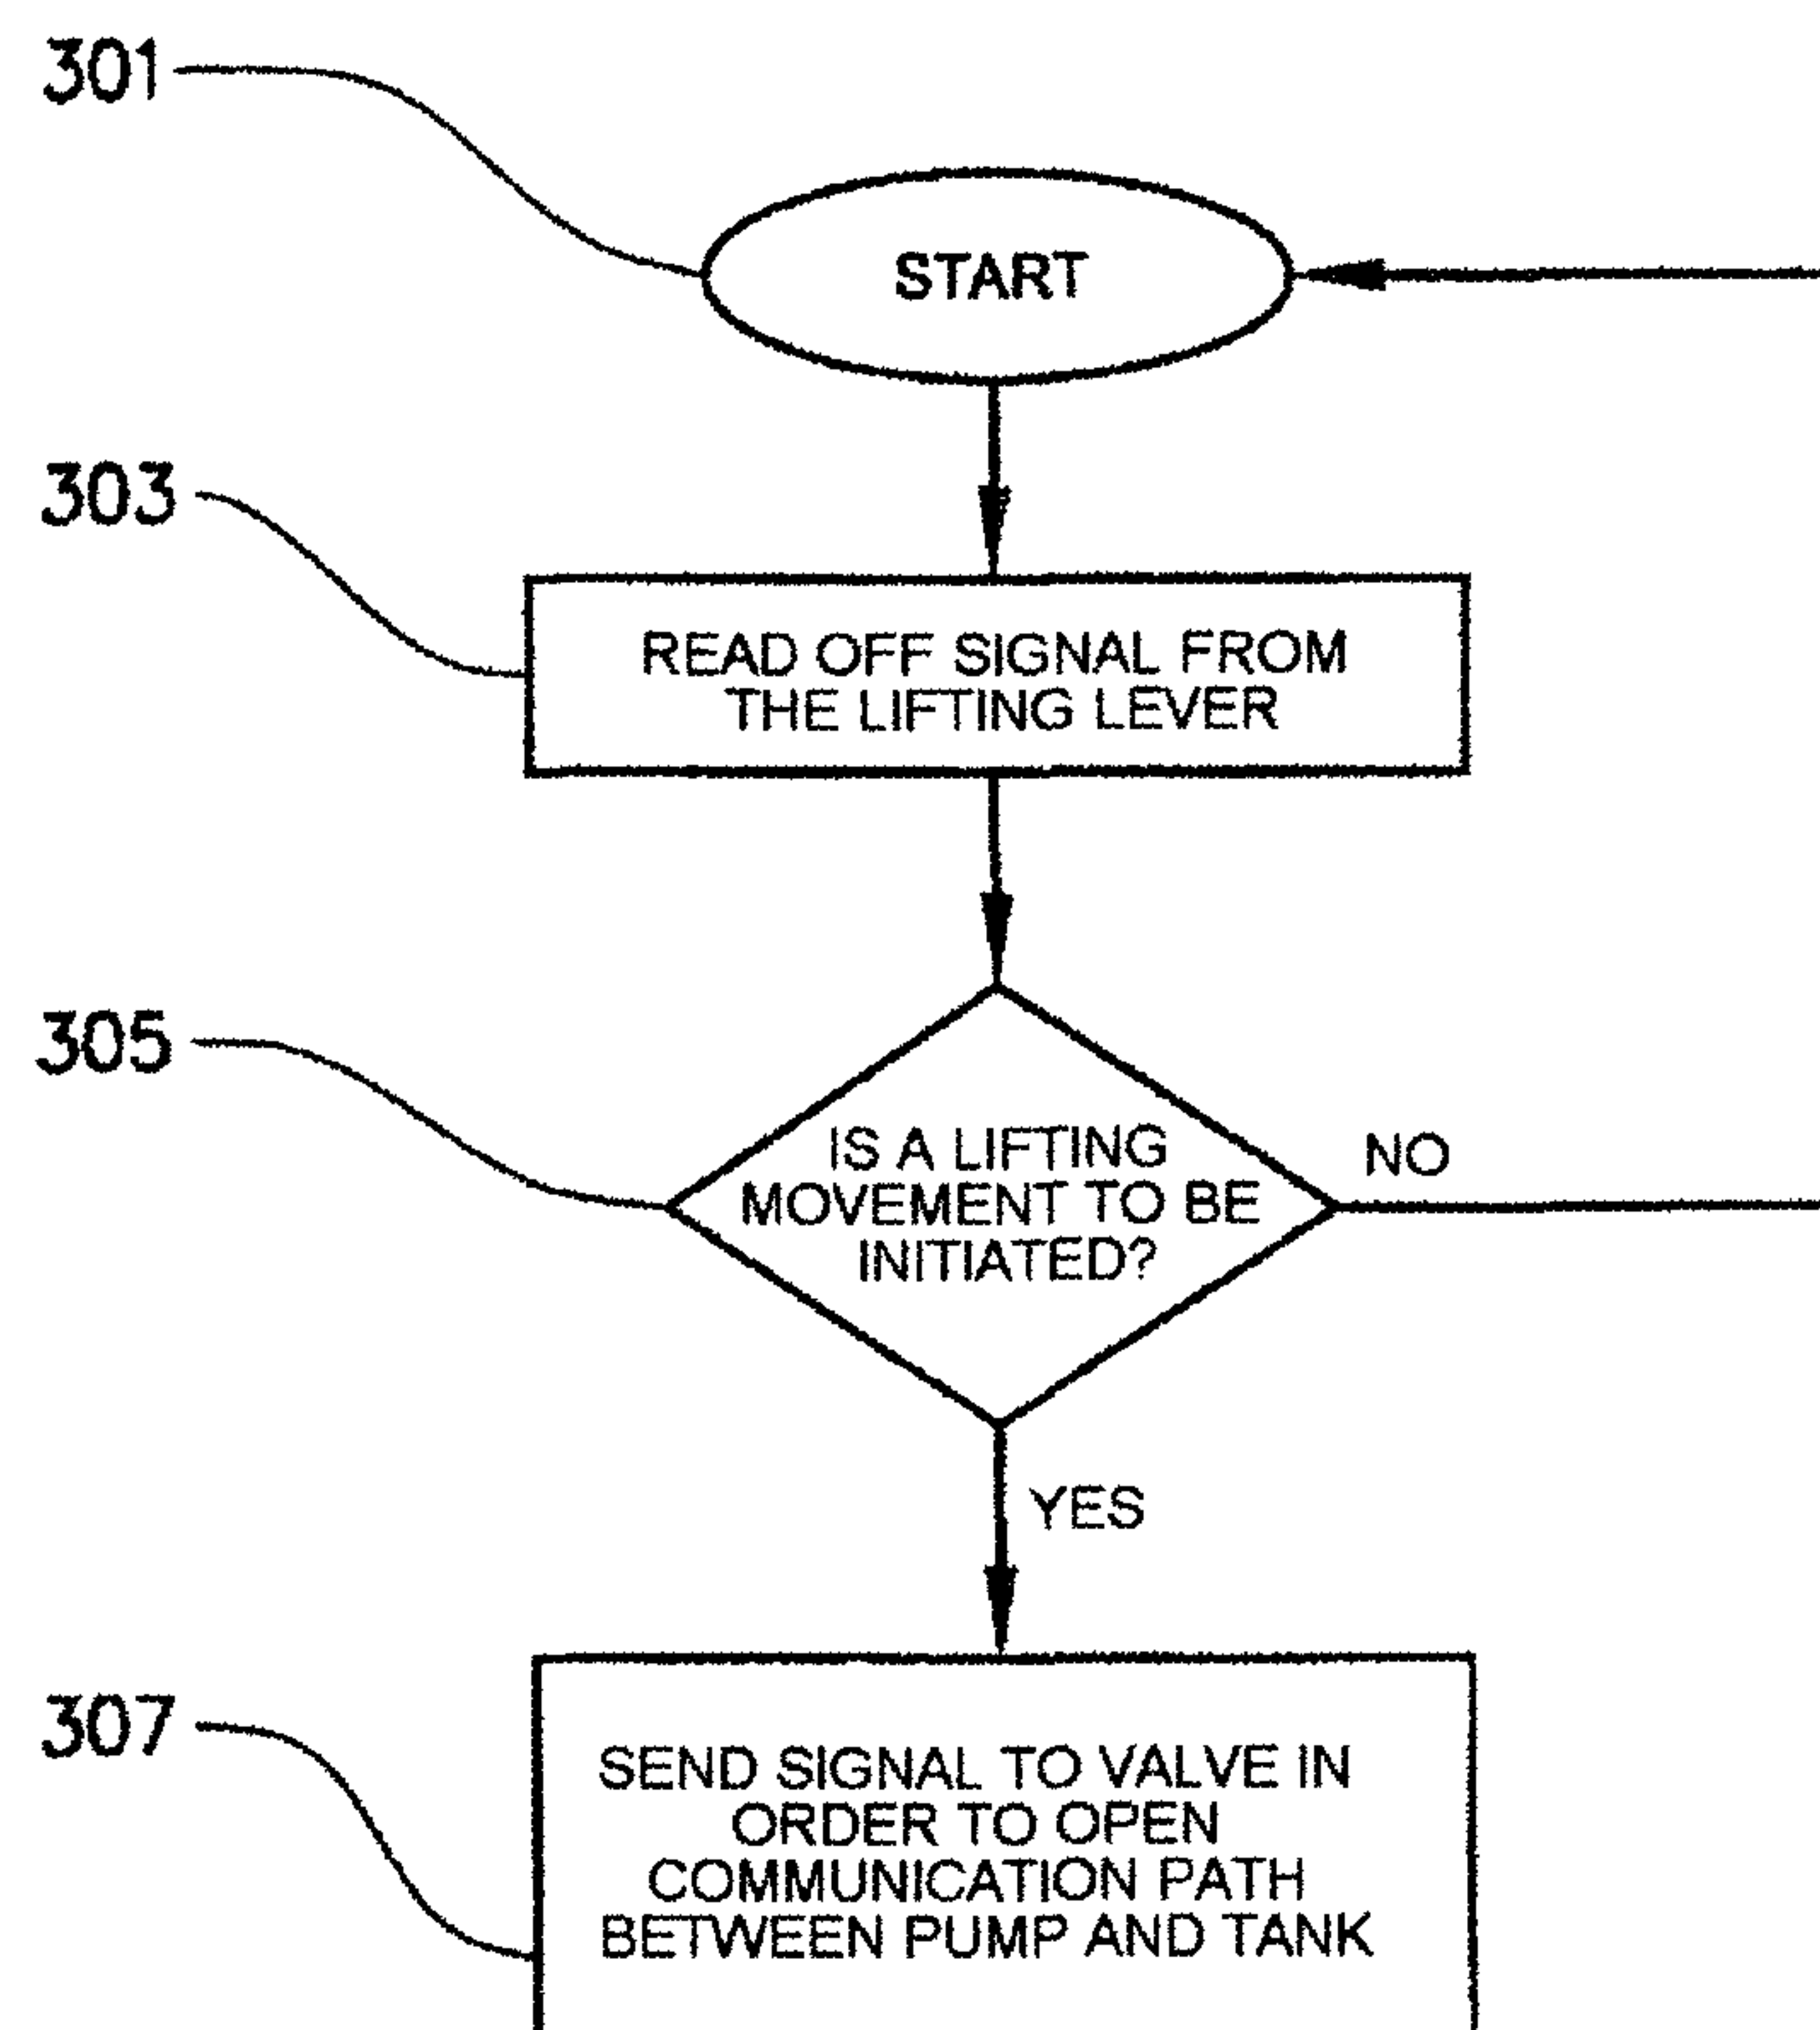 301
START
303
READ OFF SIGNAL FROM
THE LIFTING LEVER
305
IS A LIFTING
MOVEMENT TO BE
INITIATED?
NO
YES
307
SEND SIGNAL TO VALVE IN
ORDER TO OPEN
COMMUNICATION PATH
BETWEEN PUMP AND TANK